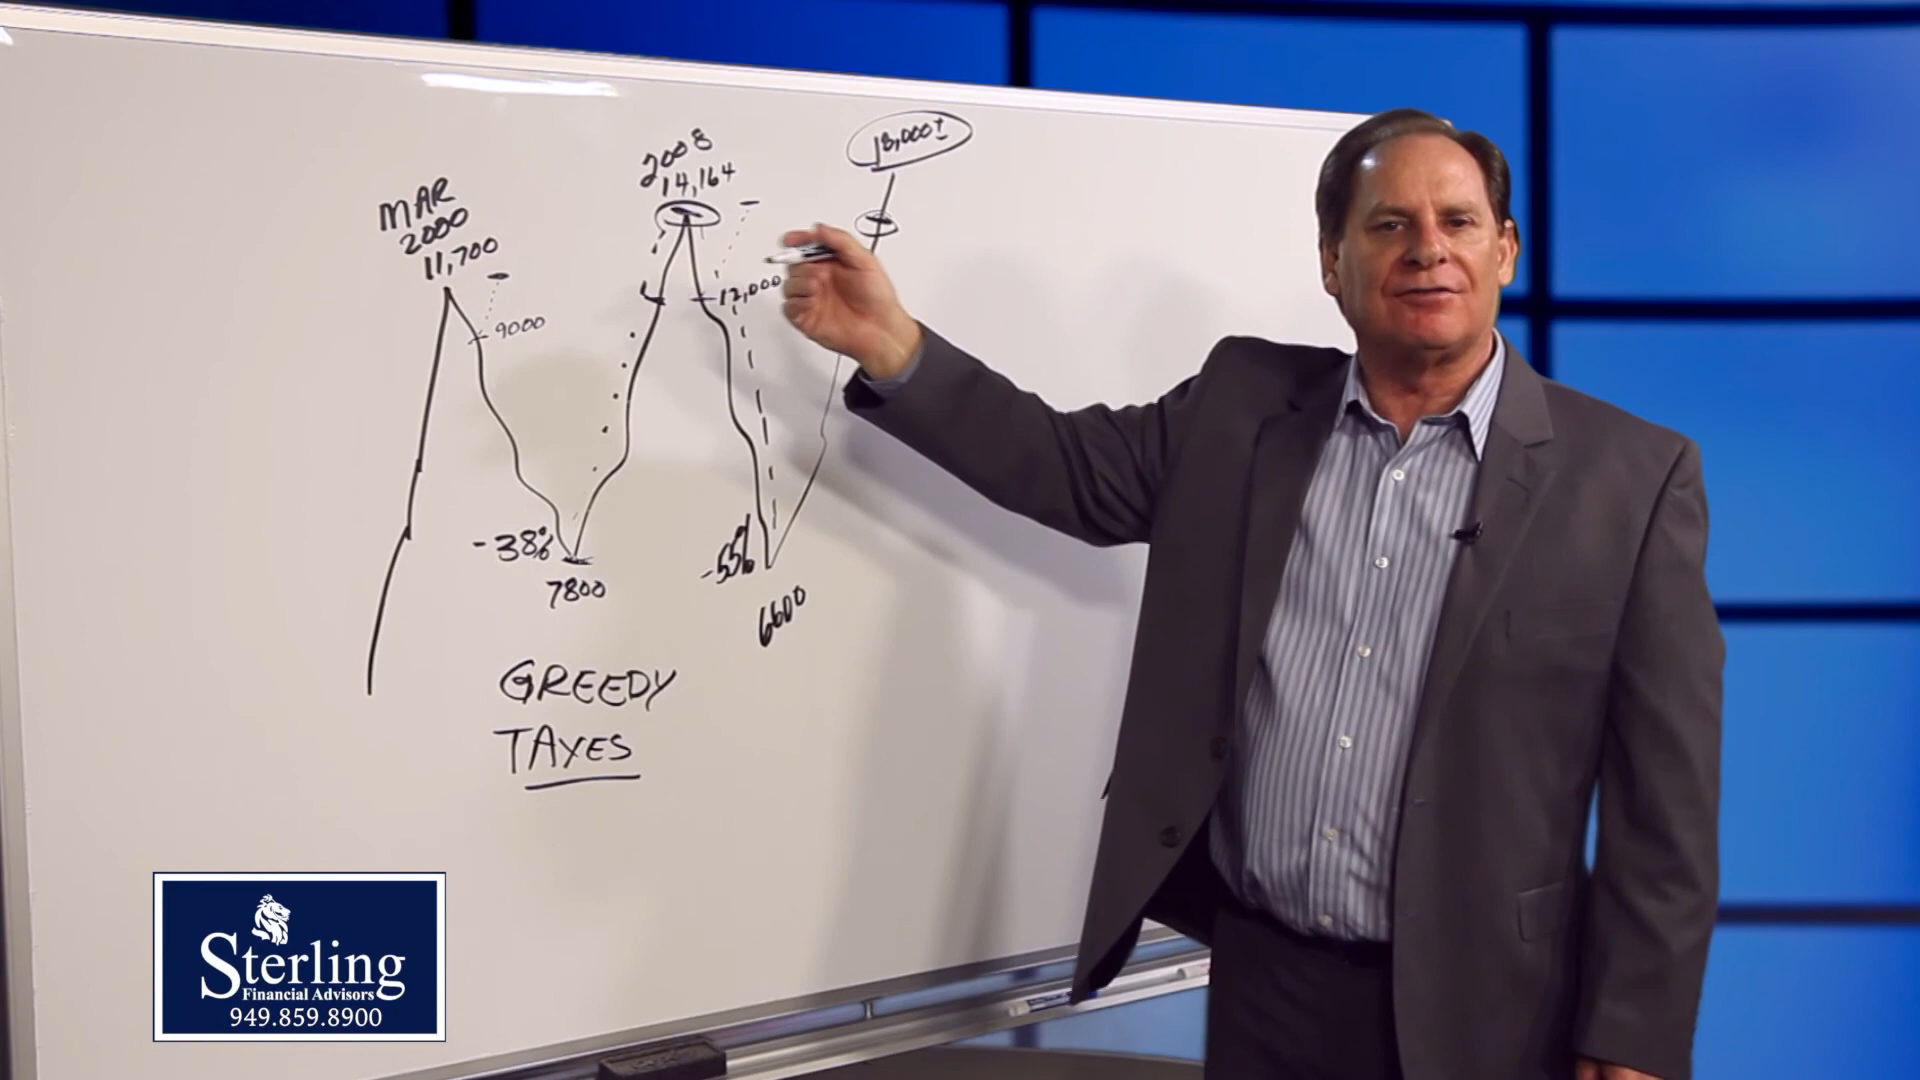 MAR
2000
11,700
9000
-38%
7800
2008
14,164
12,000
-55%
6600
18,000±
GREEDY
TAXES
Sterling
Financial Advisors
949.859.8900